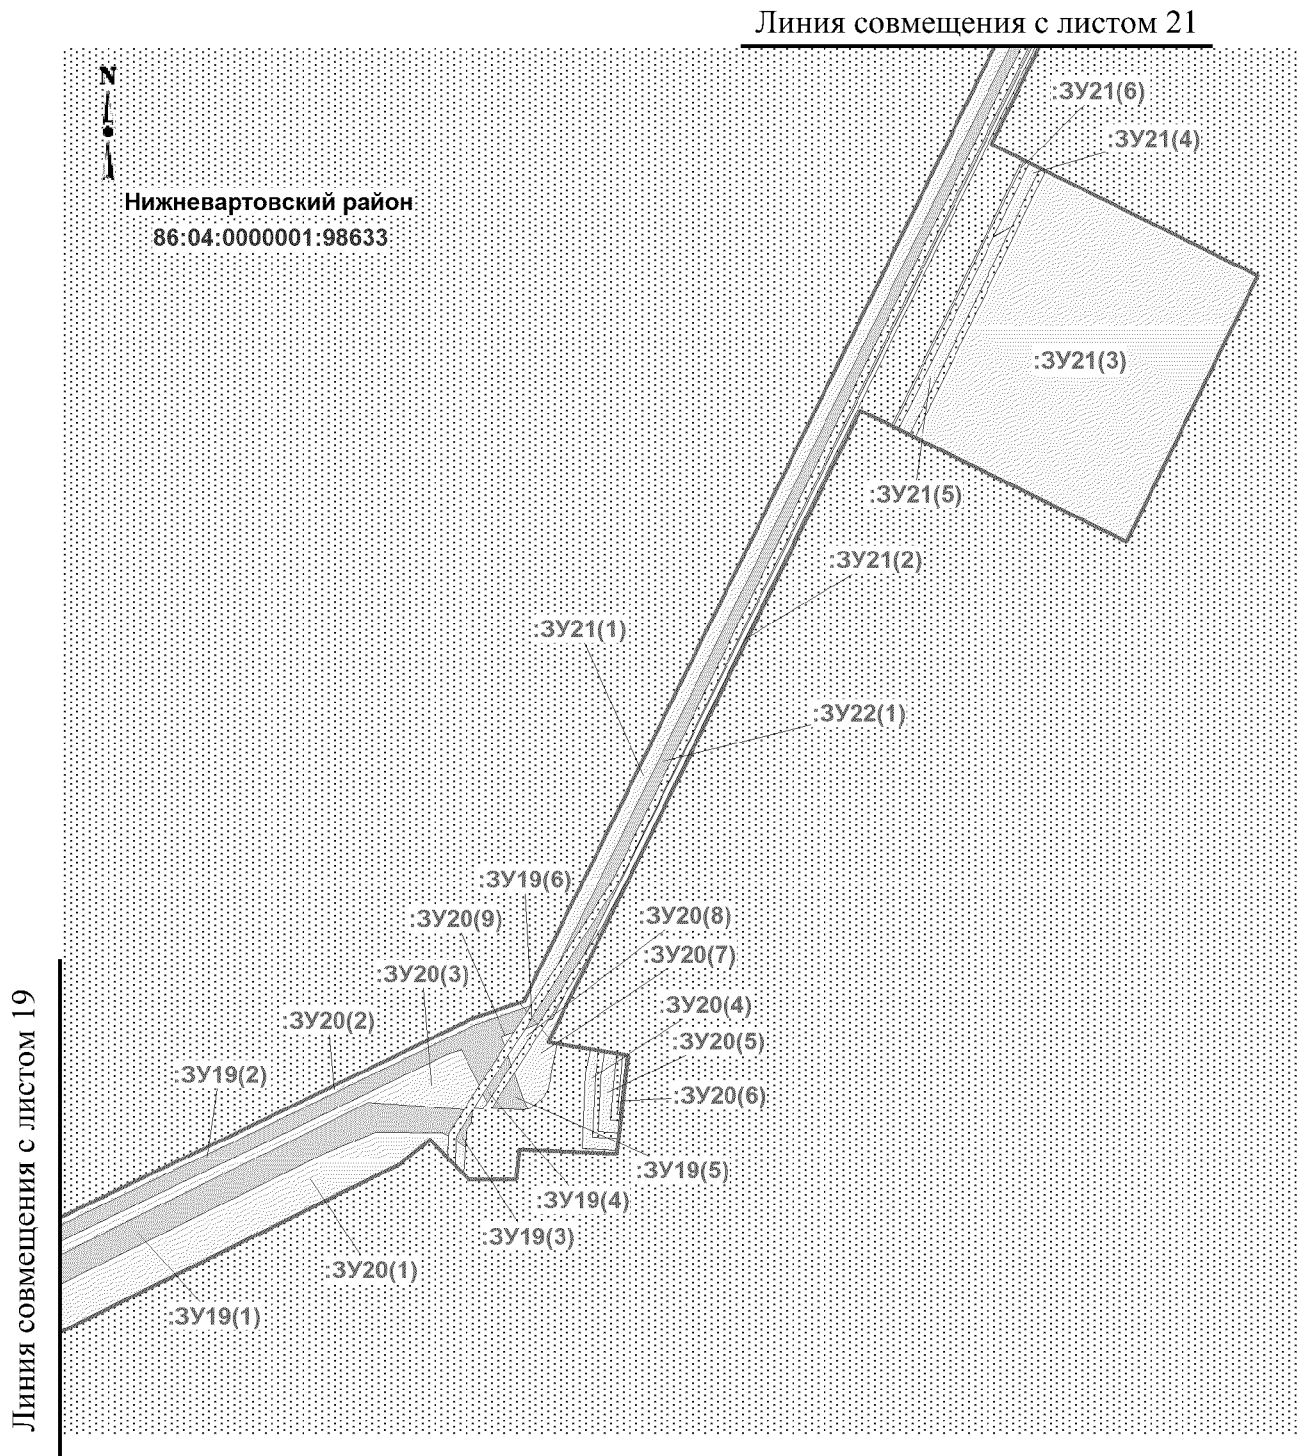 Линия совмещения с листом 21
N
:ЗУ21(6)
:ЗУ21(4)
Нижневартовский район
86:04:0000001:98633
:ЗУ21(3)
:ЗУ21(5)
:ЗУ21(2)
:ЗУ21(1)
:ЗУ22(1)
:ЗУ19(6)
:ЗУ20(9)
:ЗУ20(8)
:ЗУ20(7)
:ЗУ20(3)
:ЗУ20(4)
:ЗУ20(2)
:ЗУ20(5)
:ЗУ19(2)
:ЗУ20(6)
:ЗУ19(5)
:ЗУ19(4)
:ЗУ19(3)
:ЗУ20(1)
:ЗУ19(1)
Линия совмещения с листом 19